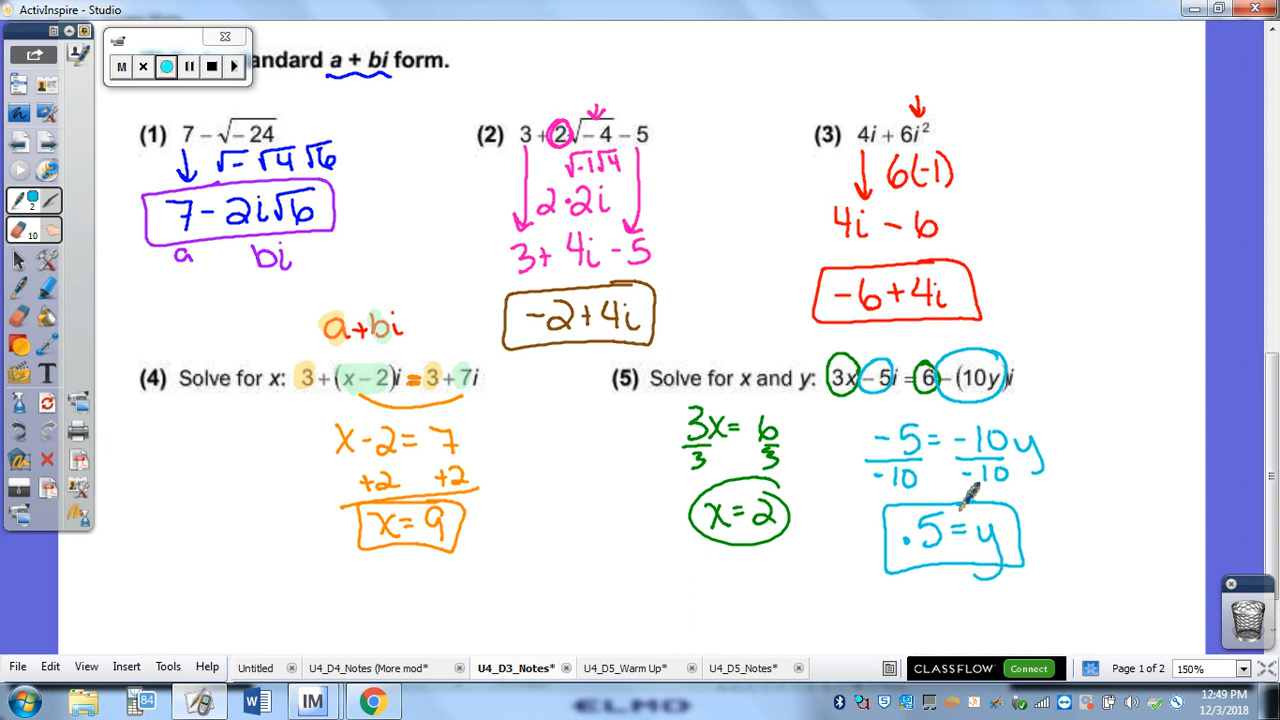 ActivInspire - Studio
M
andard a + bi form.
(1) 7 − √−24
√− √4 √6
7 - 2i√6
a bi
(2) 3 + 2√−4 − 5
√-1 √4
2 · 2i
3 + 4i - 5
-2 + 4i
(3) 4i + 6i²
6(-1)
4i - 6
-6 + 4i
a + bi
(4) Solve for x: 3 + (x − 2)i = 3 + 7i
x - 2 = 7
+2 +2
x = 9
(5) Solve for x and y: 3x − 5i = 6 − (10y)i
3x = 6
3 3
x = 2
-5 = -10y
-10 -10
.5 = y
2
10
T
File Edit View Insert Tools Help
Untitled U4_D4_Notes (More mod* U4_D3_Notes* U4_D5_Warm Up* U4_D5_Notes*
CLASSFLOW Connect
Page 1 of 2 150%
84 W IM
ELMO
12:49 PM
12/3/2018